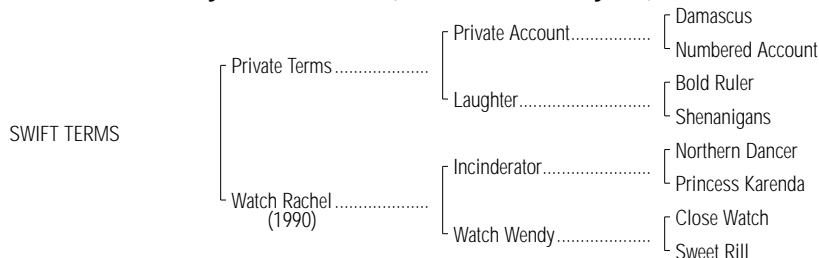 Damascus
Private Account
Numbered Account
Private Terms
Bold Ruler
Laughter
Shenanigans
SWIFT TERMS
Northern Dancer
Incinderator
Princess Karenda
Watch Rachel
(1990)
Close Watch
Watch Wendy
Sweet Rill